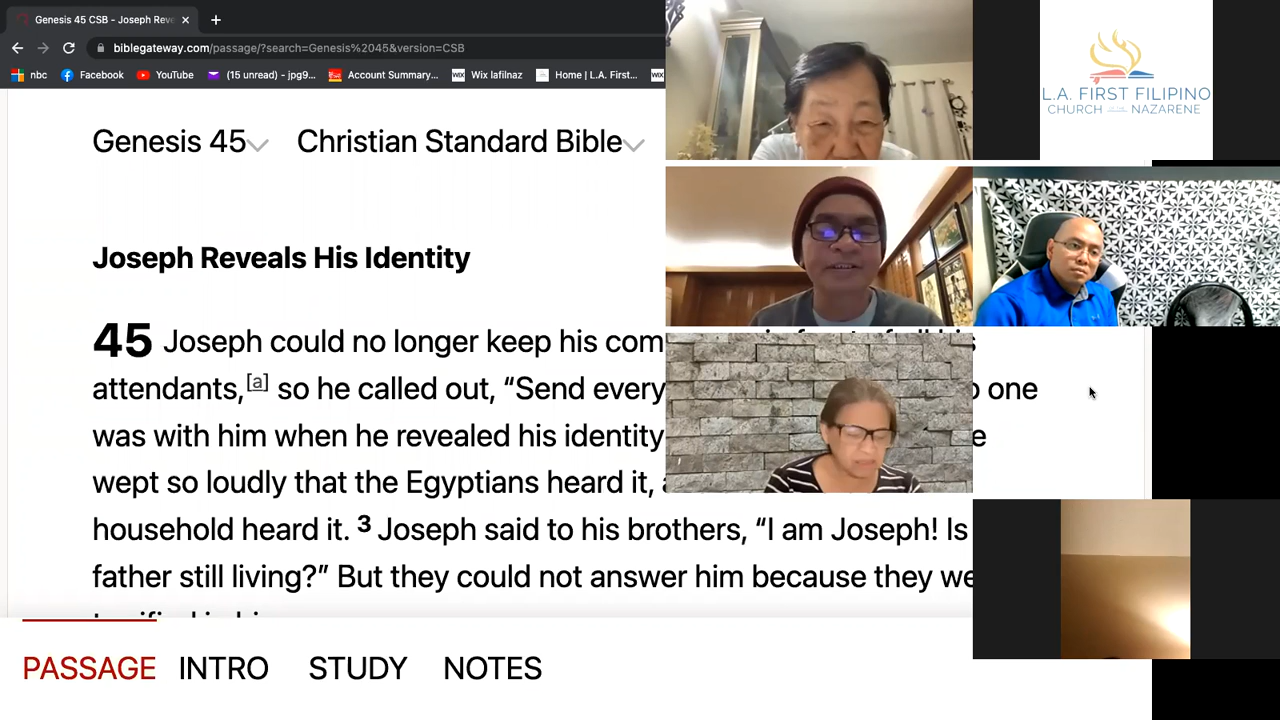 Genesis 45 CSB - Joseph Reve
biblegateway.com/passage/?search=Genesis%2045&version=CSB
nbc Facebook YouTube (15 unread) - jpg9... Account Summary... Wix lafilnaz Home | L.A. First...
Genesis 45 Christian Standard Bible
Joseph Reveals His Identity
45 Joseph could no longer keep his com
attendants,[a] so he called out, “Send every one
was with him when he revealed his identity
wept so loudly that the Egyptians heard it,
household heard it. 3 Joseph said to his brothers, “I am Joseph! Is
father still living?” But they could not answer him because they we
PASSAGE INTRO STUDY NOTES
L.A. FIRST FILIPINO
CHURCH OF THE NAZARENE